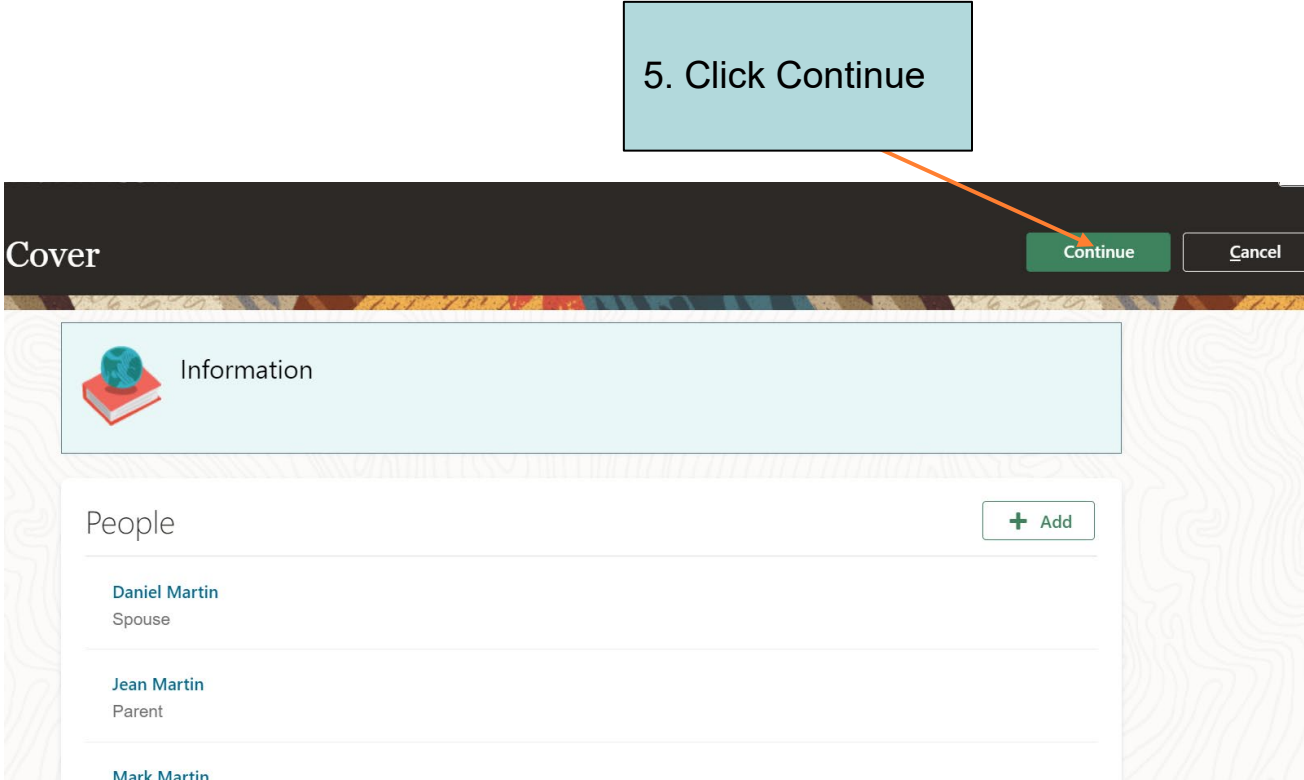 5. Click Continue
Cover
Continue
Cancel
Information
People
+ Add
Daniel Martin
Spouse
Jean Martin
Parent
Mark Martin